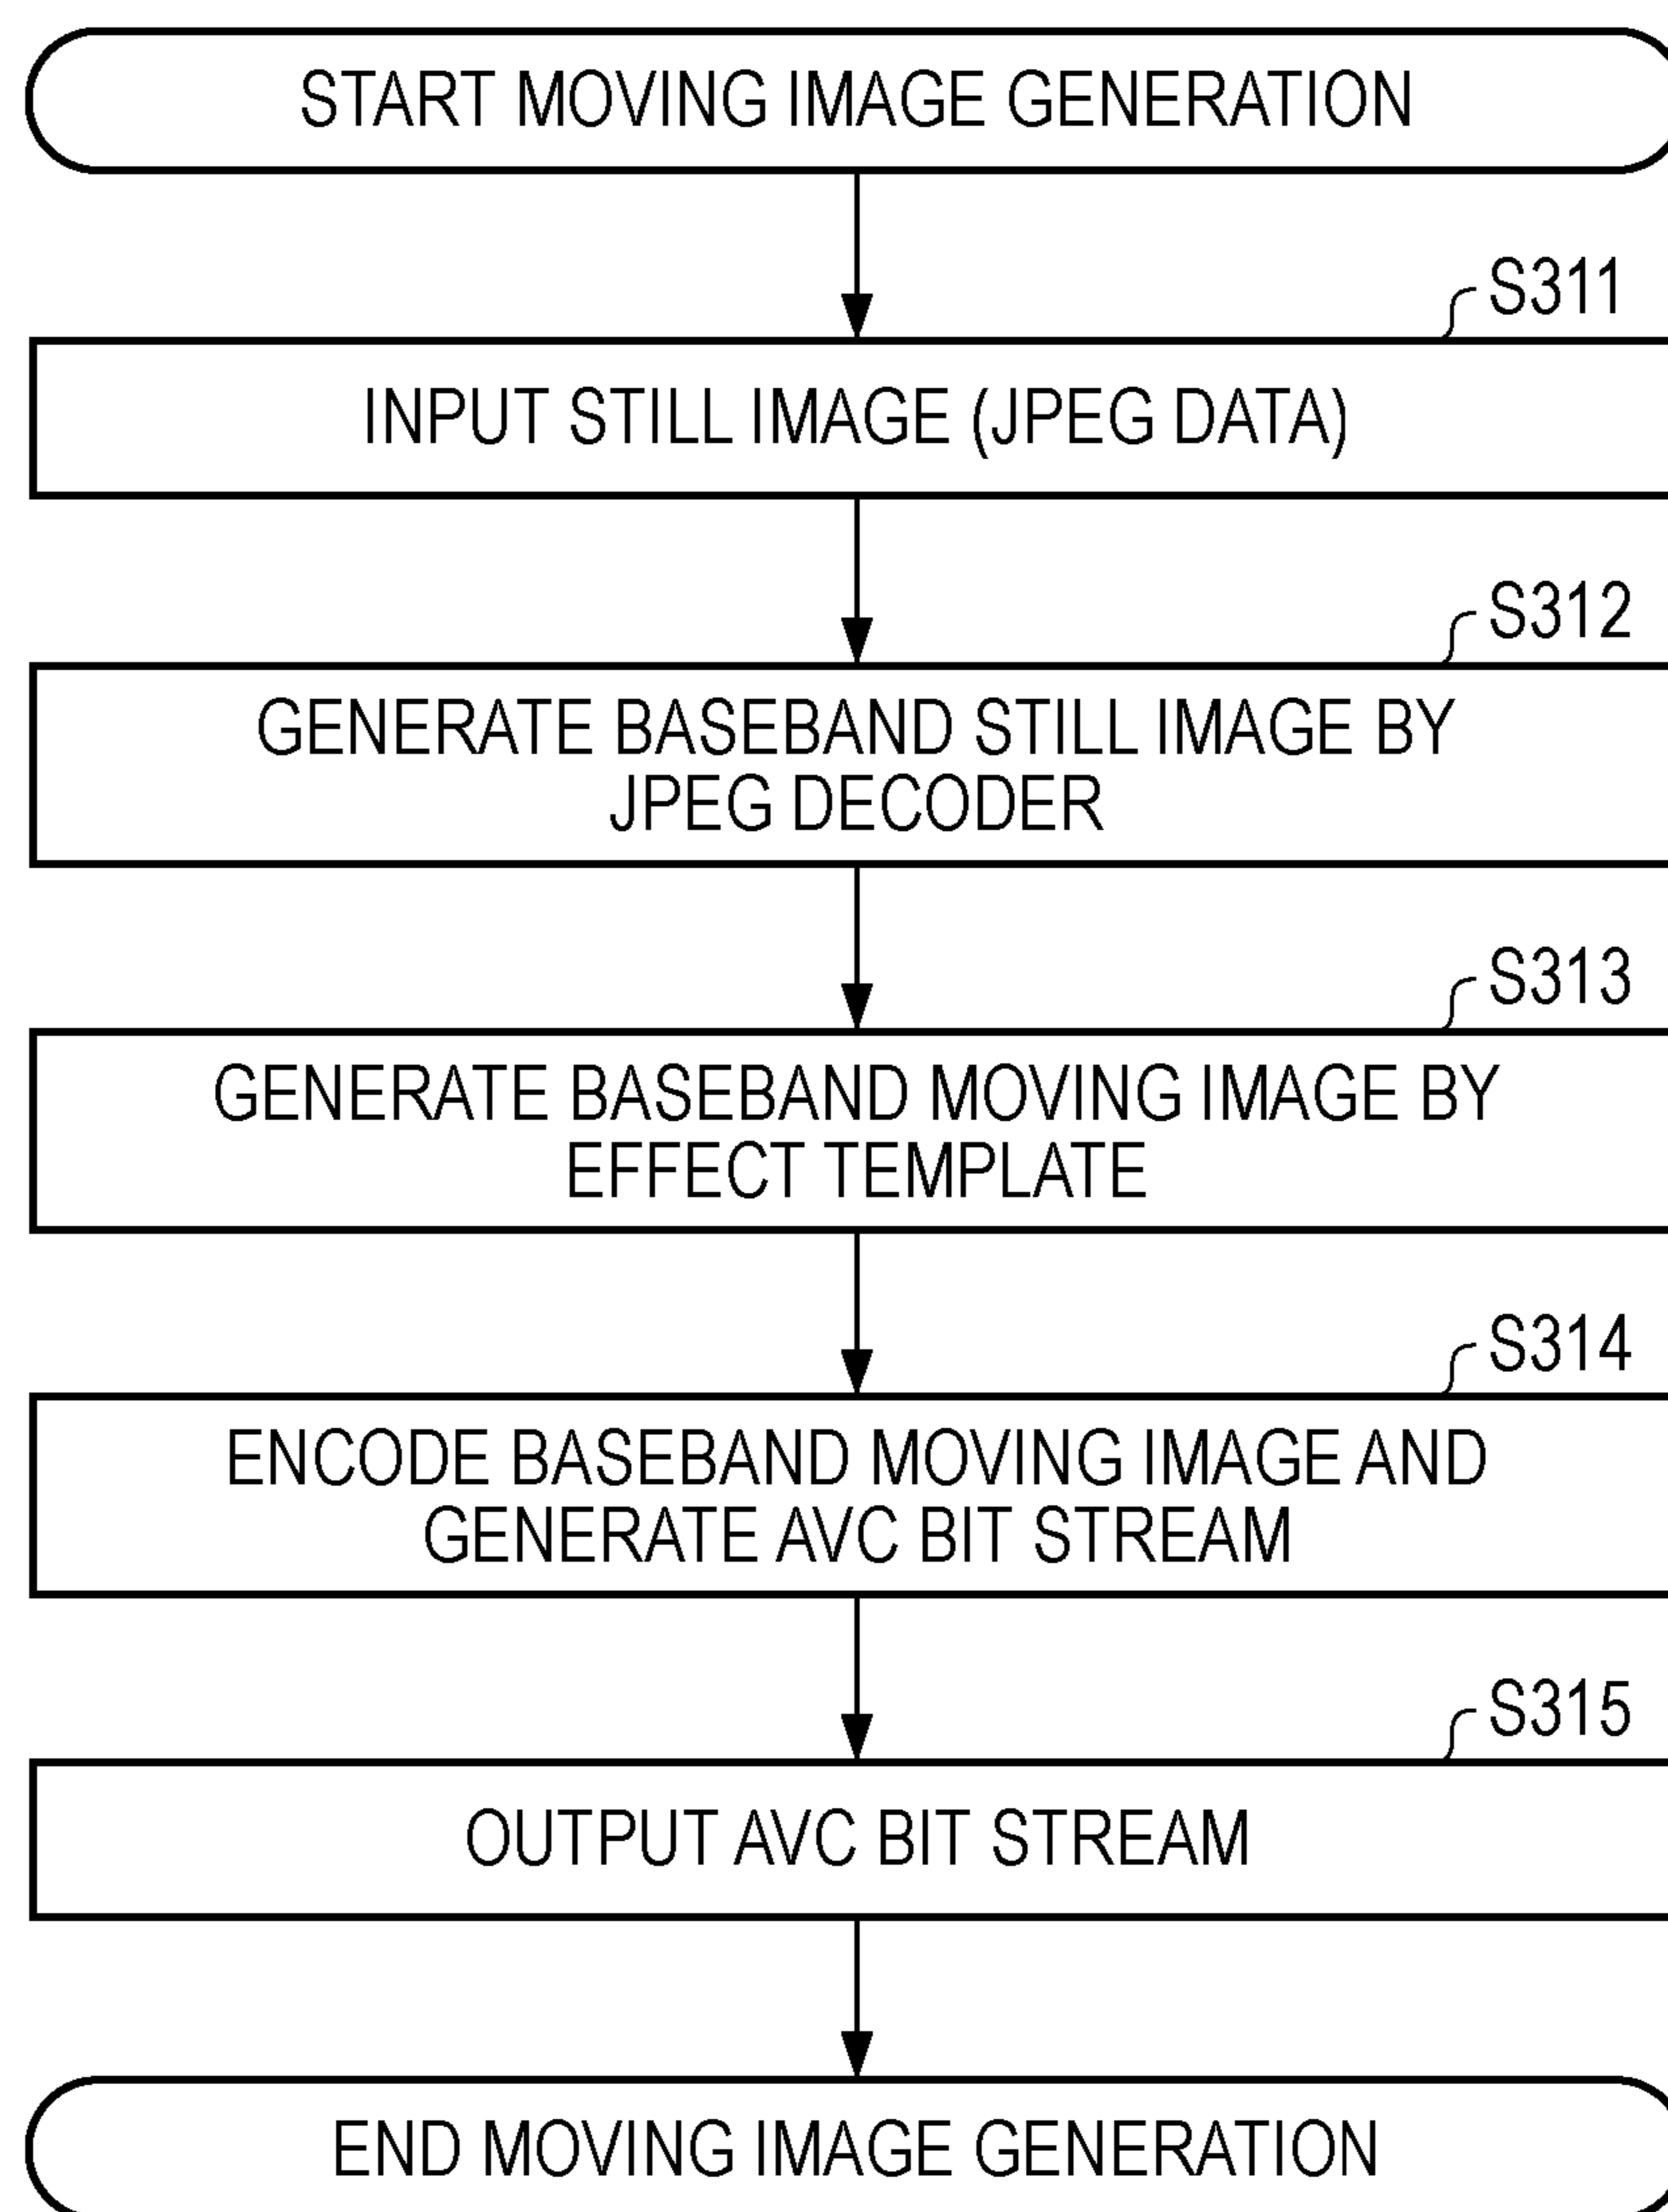 START MOVING IMAGE GENERATION
S311
INPUT STILL IMAGE (JPEG DATA)
S312
GENERATE BASEBAND STILL IMAGE BY
JPEG DECODER
S313
GENERATE BASEBAND MOVING IMAGE BY
EFFECT TEMPLATE
S314
ENCODE BASEBAND MOVING IMAGE AND
GENERATE AVC BIT STREAM
S315
OUTPUT AVC BIT STREAM
END MOVING IMAGE GENERATION